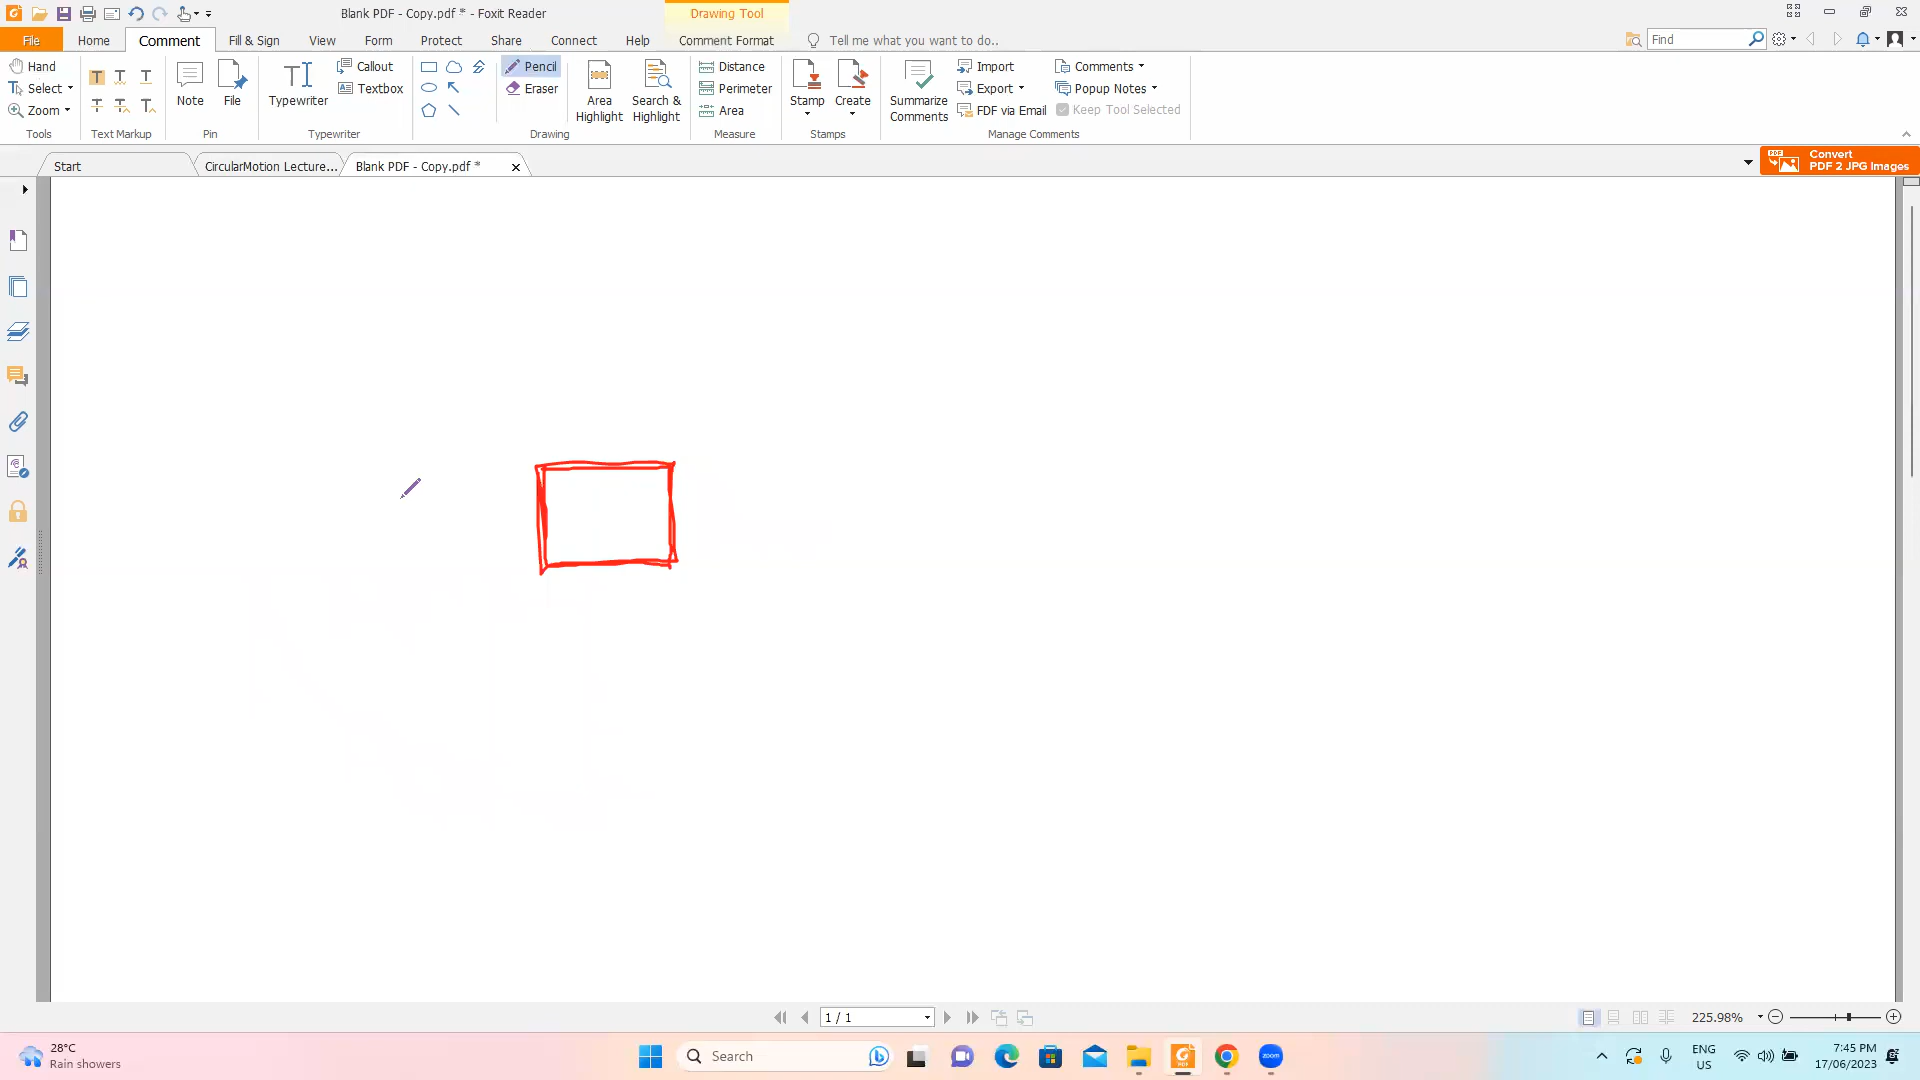 Blank PDF - Copy.pdf * - Foxit Reader
Drawing Tool
File
Home
Comment
Fill & Sign
View
Form
Protect
Share
Connect
Help
Comment Format
Tell me what you want to do..
Find
Hand
Select
Zoom
Tools
Text Markup
Note
File
Pin
Typewriter
Callout
Textbox
Typewriter
Pencil
Eraser
Area
Highlight
Search &
Highlight
Drawing
Distance
Perimeter
Area
Measure
Stamp
Create
Stamps
Summarize
Comments
Import
Export
FDF via Email
Comments
Popup Notes
Keep Tool Selected
Manage Comments
Start
CircularMotion Lecture...
Blank PDF - Copy.pdf *
PDF
Convert
PDF 2 JPG Images
1 / 1
225.98%
28°C
Rain showers
Search
PDF
zoom
ENG
US
7:45 PM
17/06/2023